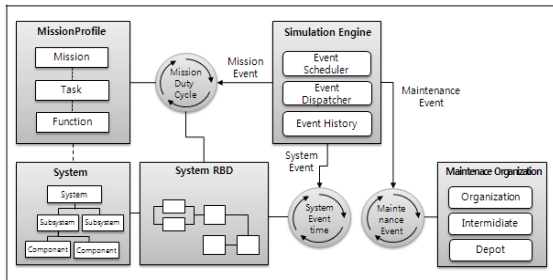 MissionProfile
Mission
Task
Function
Mission
Event
Mission
Duty
Cycle
Simulation Engine
Event
Scheduler
Event
Dispatcher
Event History
Maintenance
Event
System
Event
System
System
Subsystem
Subsystem
Component
Component
System RBD
System
Event
time
Mainte
nance
Event
Maintenace Organization
Organization
Intermidiate
Depot